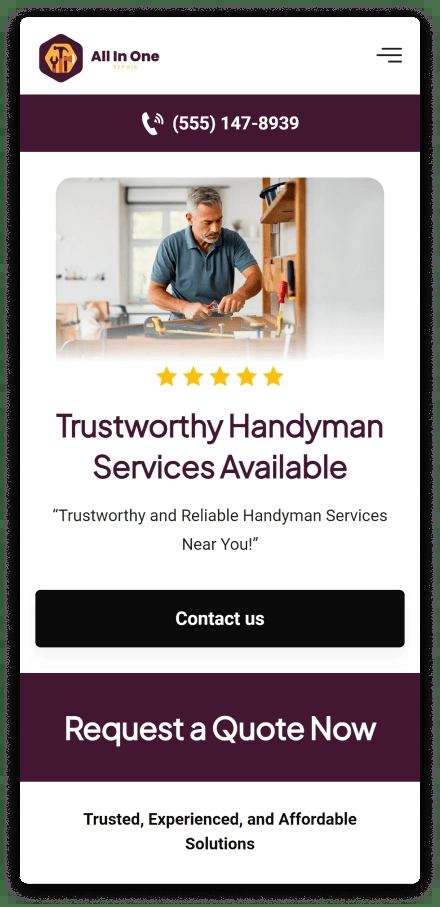 All In One
REPAIR
(555) 147-8939
Trustworthy Handyman
Services Available
“Trustworthy and Reliable Handyman Services
Near You!”
Contact us
Request a Quote Now
Trusted, Experienced, and Affordable
Solutions